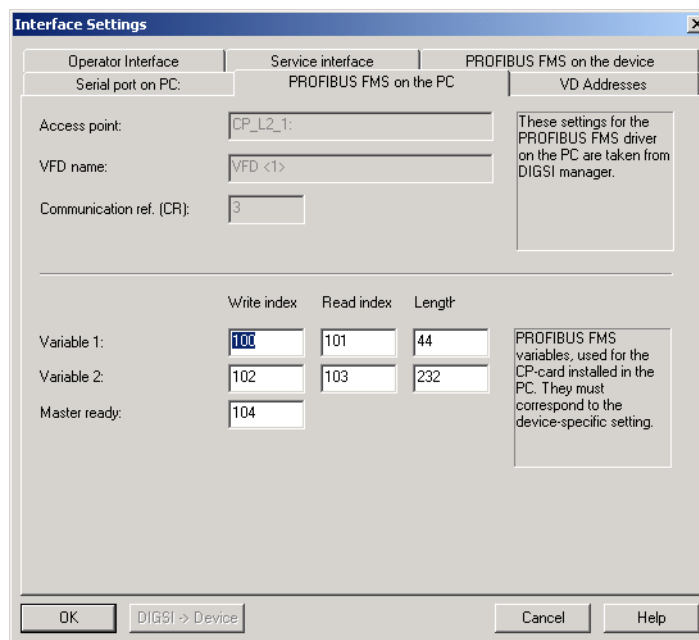 Interface Settings
Operator Interface
Service interface
PROFIBUS FMS on the device
Serial port on PC:
PROFIBUS FMS on the PC
VD Addresses
Access point:
CP_L2_1:
VFD name:
VFD <1>
Communication ref. (CR):
3
These settings for the
PROFIBUS FMS driver
on the PC are taken from
DIGSI manager.
Write index Read index Length
Variable 1: 100 101 44
Variable 2: 102 103 232
Master ready: 104
PROFIBUS FMS
variables, used for the
CP-card installed in the
PC. They must
correspond to the
device-specific setting.
OK
DIGSI -> Device
Cancel
Help